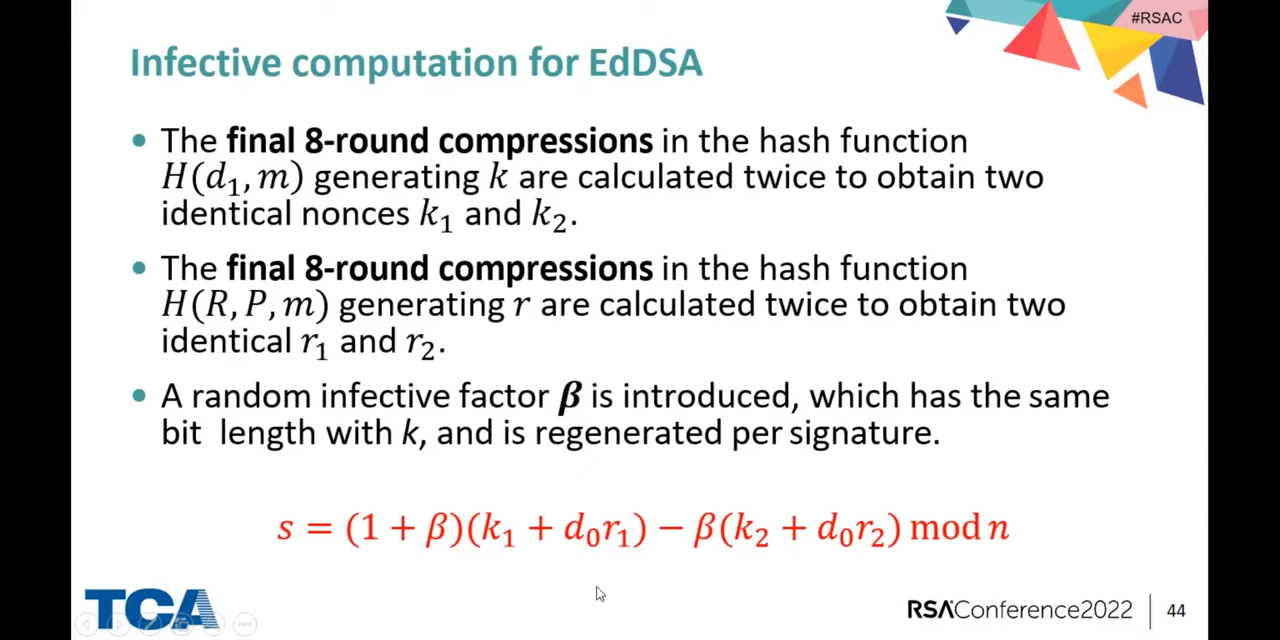 #RSAC
Infective computation for EdDSA
• The final 8-round compressions in the hash function
H(d₁, m) generating k are calculated twice to obtain two
identical nonces k₁ and k₂.
• The final 8-round compressions in the hash function
H(R, P, m) generating r are calculated twice to obtain two
identical r₁ and r₂.
• A random infective factor β is introduced, which has the same
bit length with k, and is regenerated per signature.
s = (1 + β)(k₁ + d₀r₁) − β(k₂ + d₀r₂) mod n
TCA
RSAConference2022
44